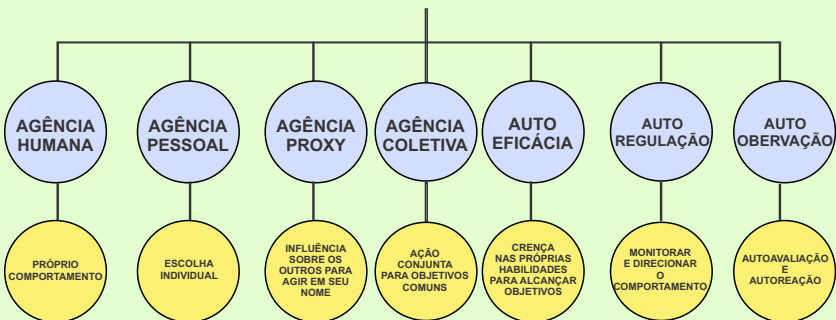 AGÊNCIA
HUMANA
AGÊNCIA
PESSOAL
AGÊNCIA
PROXY
AGÊNCIA
COLETIVA
AUTO
EFICÁCIA
AUTO
REGULAÇÃO
AUTO
OBERVAÇÃO
PRÓPRIO
COMPORTAMENTO
ESCOLHA
INDIVIDUAL
INFLUÊNCIA
SOBRE OS
OUTROS PARA
AGIR EM SEU
NOME
AÇÃO
CONJUNTA
PARA OBJETIVOS
COMUNS
CRENÇA
NAS PRÓPRIAS
HABILIDADES
PARA ALCANÇAR
OBJETIVOS
MONITORAR
E DIRECIONAR
O
COMPORTAMENTO
AUTOAVALIAÇÃO
E
AUTOREAÇÃO